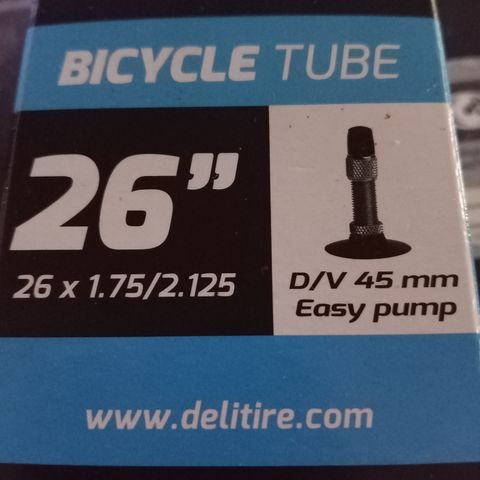 BICYCLE TUBE
26”
26 x 1.75/2.125
D/V 45 mm
Easy pump
www.delitire.com